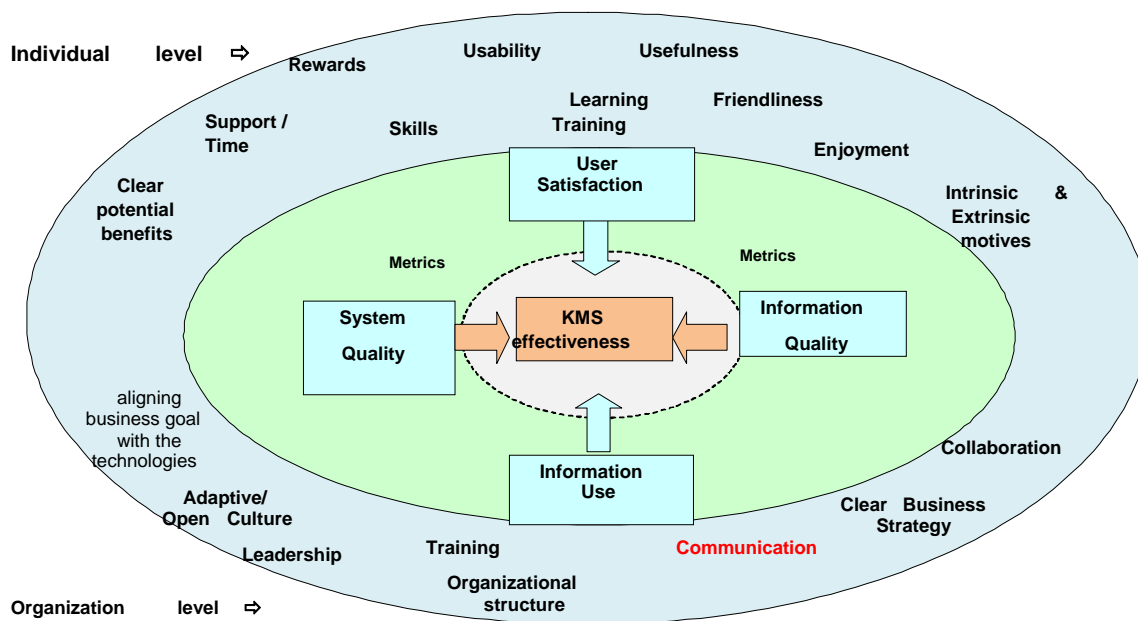 Individual level ⇨
Rewards
Usability
Usefulness
Support /
Time
Skills
Learning
Training
Friendliness
Enjoyment
Clear
potential
benefits
Intrinsic &
Extrinsic
motives
User
Satisfaction
Metrics
Metrics
System
Quality
KMS
effectiveness
Information
Quality
aligning
business goal
with the
technologies
Information
Use
Collaboration
Adaptive/
Open Culture
Clear Business
Strategy
Leadership
Training
Communication
Organizational
structure
Organization level ⇨